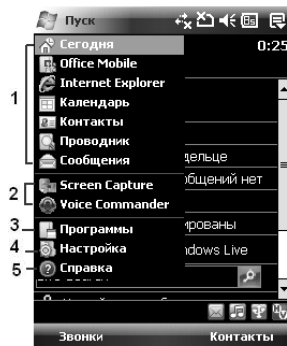 Пуск
Сегодня
0:25
Office Mobile
Internet Explorer
1
Календарь
Контакты
Проводник
Сообщения
дельце
2
Screen Capture
общений нет
Voice Commander
3
Программы
ированы
4
Настройка
ndows Live
5
Справка
Звонки
Контакты